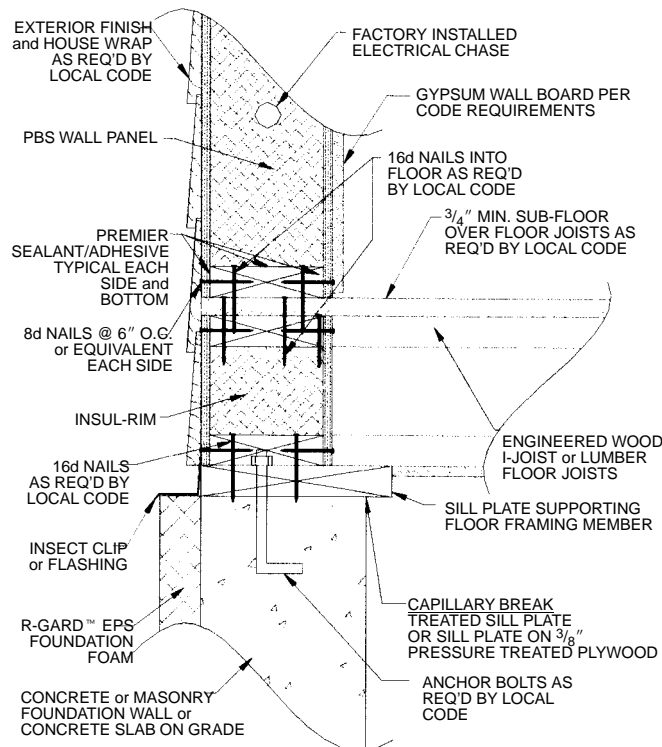 EXTERIOR FINISH
and HOUSE WRAP
AS REQ'D BY
LOCAL CODE
FACTORY INSTALLED
ELECTRICAL CHASE
GYPSUM WALL BOARD PER
CODE REQUIREMENTS
PBS WALL PANEL
16d NAILS INTO
FLOOR AS REQ'D
BY LOCAL CODE
3/4" MIN. SUB-FLOOR
OVER FLOOR JOISTS AS
REQ'D BY LOCAL CODE
PREMIER
SEALANT/ADHESIVE
TYPICAL EACH
SIDE and
BOTTOM
8d NAILS @ 6" O.C.
or EQUIVALENT
EACH SIDE
INSUL-RIM
ENGINEERED WOOD
I-JOIST or LUMBER
FLOOR JOISTS
16d NAILS
AS REQ'D BY
LOCAL CODE
SILL PLATE SUPPORTING
FLOOR FRAMING MEMBER
INSECT CLIP
or FLASHING
R-GARD™ EPS
FOUNDATION
FOAM
CAPILLARY BREAK
TREATED SILL PLATE
OR SILL PLATE ON 3/8"
PRESSURE TREATED PLYWOOD
ANCHOR BOLTS AS
REQ'D BY LOCAL
CODE
CONCRETE or MASONRY
FOUNDATION WALL or
CONCRETE SLAB ON GRADE